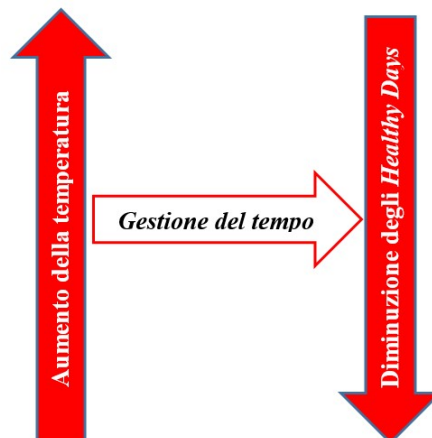 Aumento della temperatura
Gestione del tempo
Diminuzione degli Healthy Days